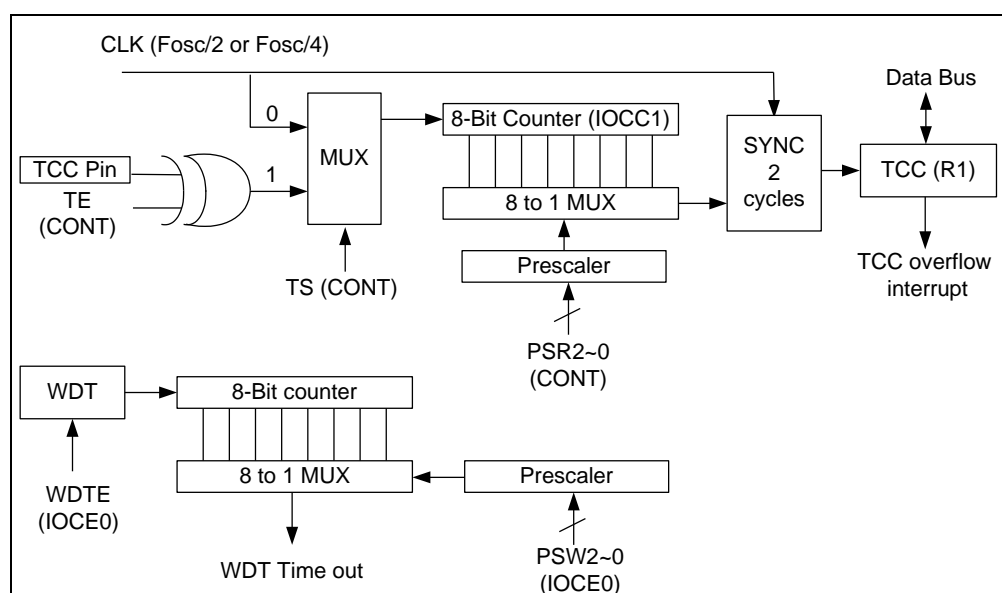 CLK (Fosc/2 or Fosc/4)
Data Bus
0
8-Bit Counter (IOCC1)
MUX
SYNC
2
cycles
TCC Pin
1
TCC (R1)
TE
(CONT)
8 to 1 MUX
Prescaler
TS (CONT)
TCC overflow
interrupt
PSR2~0
(CONT)
WDT
8-Bit counter
8 to 1 MUX
Prescaler
WDTE
(IOCE0)
PSW2~0
(IOCE0)
WDT Time out